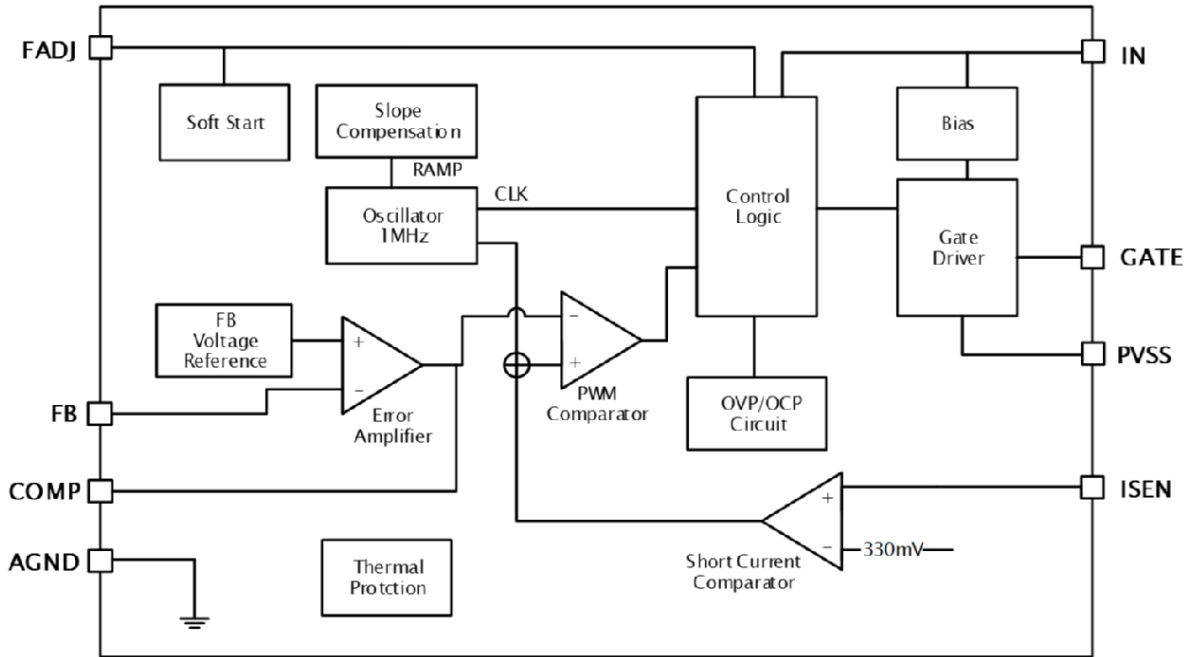 FADJ
IN
Soft Start
Slope
Compensation
Bias
RAMP
CLK
Oscillator
1MHz
Control
Logic
Gate
Driver
GATE
FB
Voltage
Reference
+
-
Error
Amplifier
-
+
PWM
Comparator
PVSS
OVP/OCP
Circuit
FB
COMP
ISEN
+
-
330mV
Short Current
Comparator
AGND
Thermal
Protction